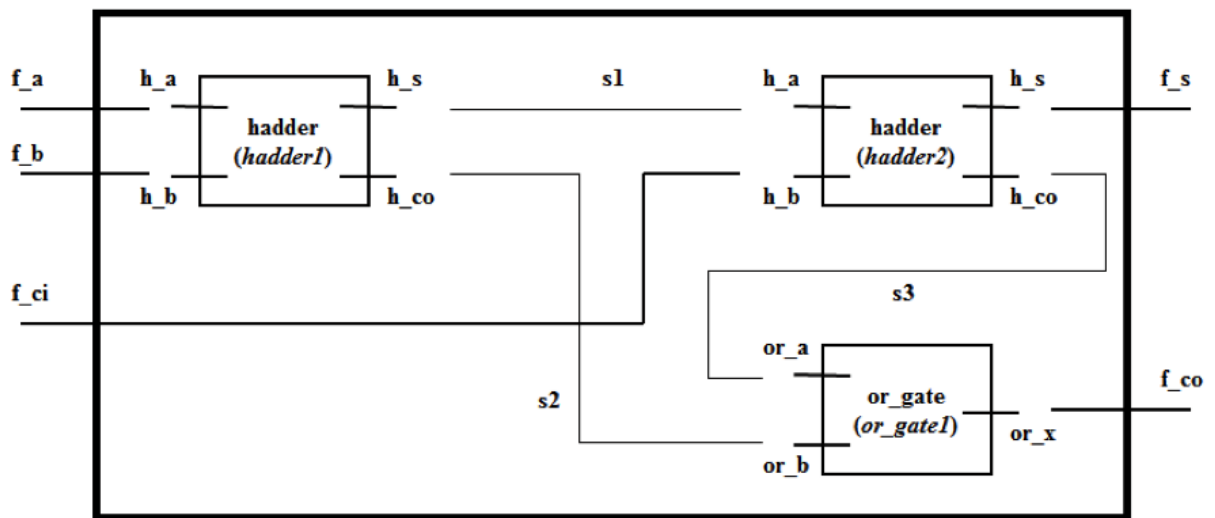 f_a
h_a
h_s
s1
h_a
h_s
f_s
hadder
(hadder1)
hadder
(hadder2)
f_b
h_b
h_co
h_b
h_co
f_ci
s3
or_a
f_co
s2
or_gate
(or_gate1)
or_x
or_b